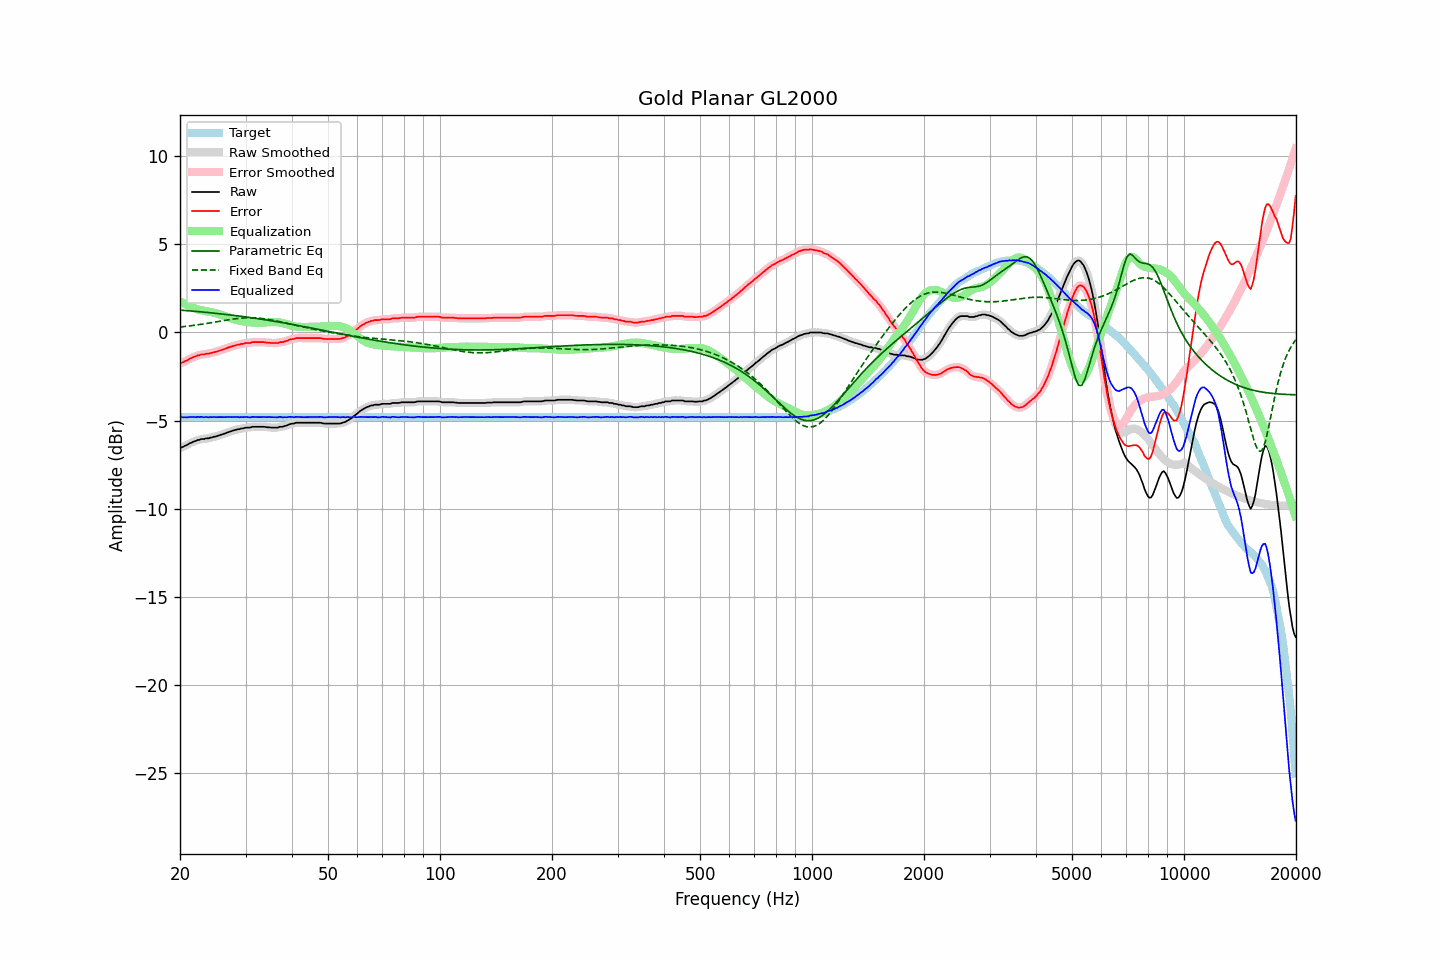 Gold Planar GL2000
Target
Raw Smoothed
Error Smoothed
Raw
Error
Equalization
Parametric Eq
Fixed Band Eq
Equalized
10
5
0
−5
−10
−15
−20
−25
Amplitude (dBr)
20 50 100 200 500 1000 2000 5000 10000 20000
Frequency (Hz)